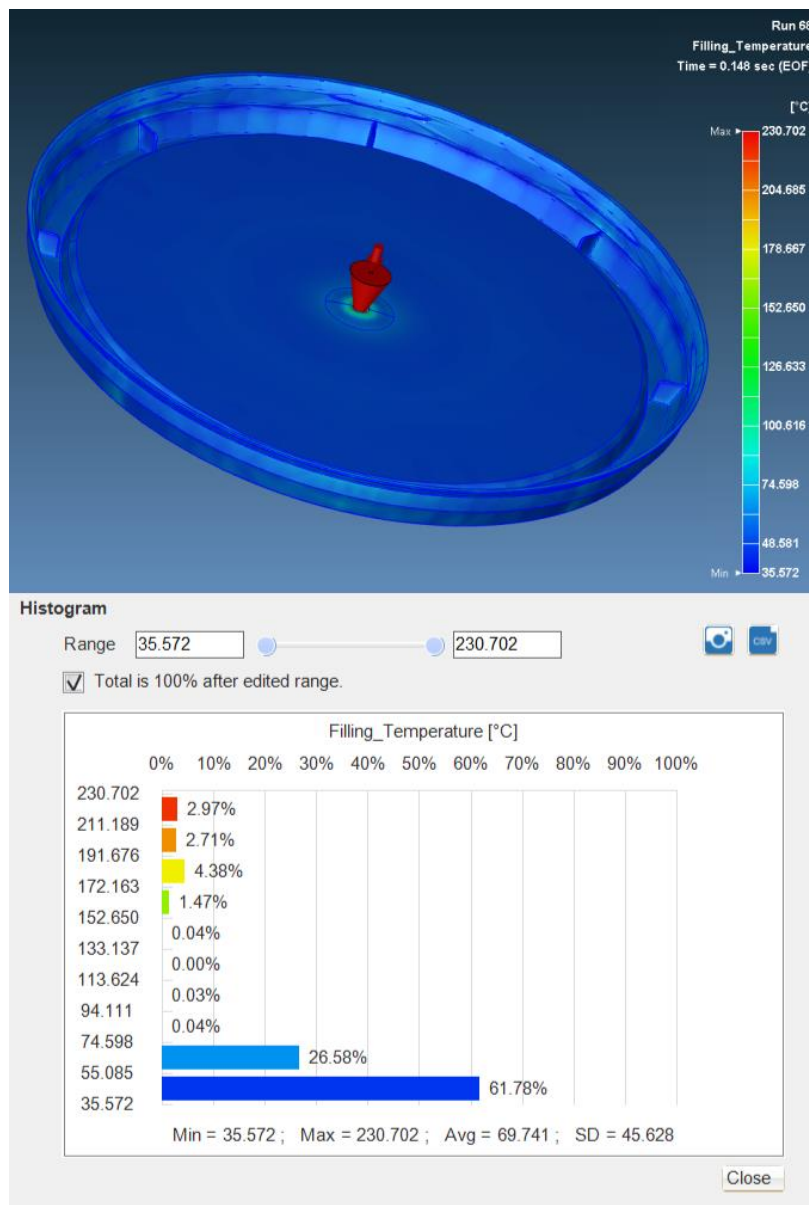 Run 68
Filling_Temperature
Time = 0.148 sec (EOF)
[°C]
Max 230.702
204.685
178.667
152.650
126.633
100.616
74.598
48.581
Min 35.572
Histogram
Range 35.572 230.702
CSV
Total is 100% after edited range.
Filling_Temperature [°C]
0% 10% 20% 30% 40% 50% 60% 70% 80% 90% 100%
230.702
2.97%
211.189
2.71%
191.676
4.38%
172.163
1.47%
152.650
0.04%
133.137
0.00%
113.624
0.03%
94.111
0.04%
74.598
26.58%
55.085
61.78%
35.572
Min = 35.572 ; Max = 230.702 ; Avg = 69.741 ; SD = 45.628
Close